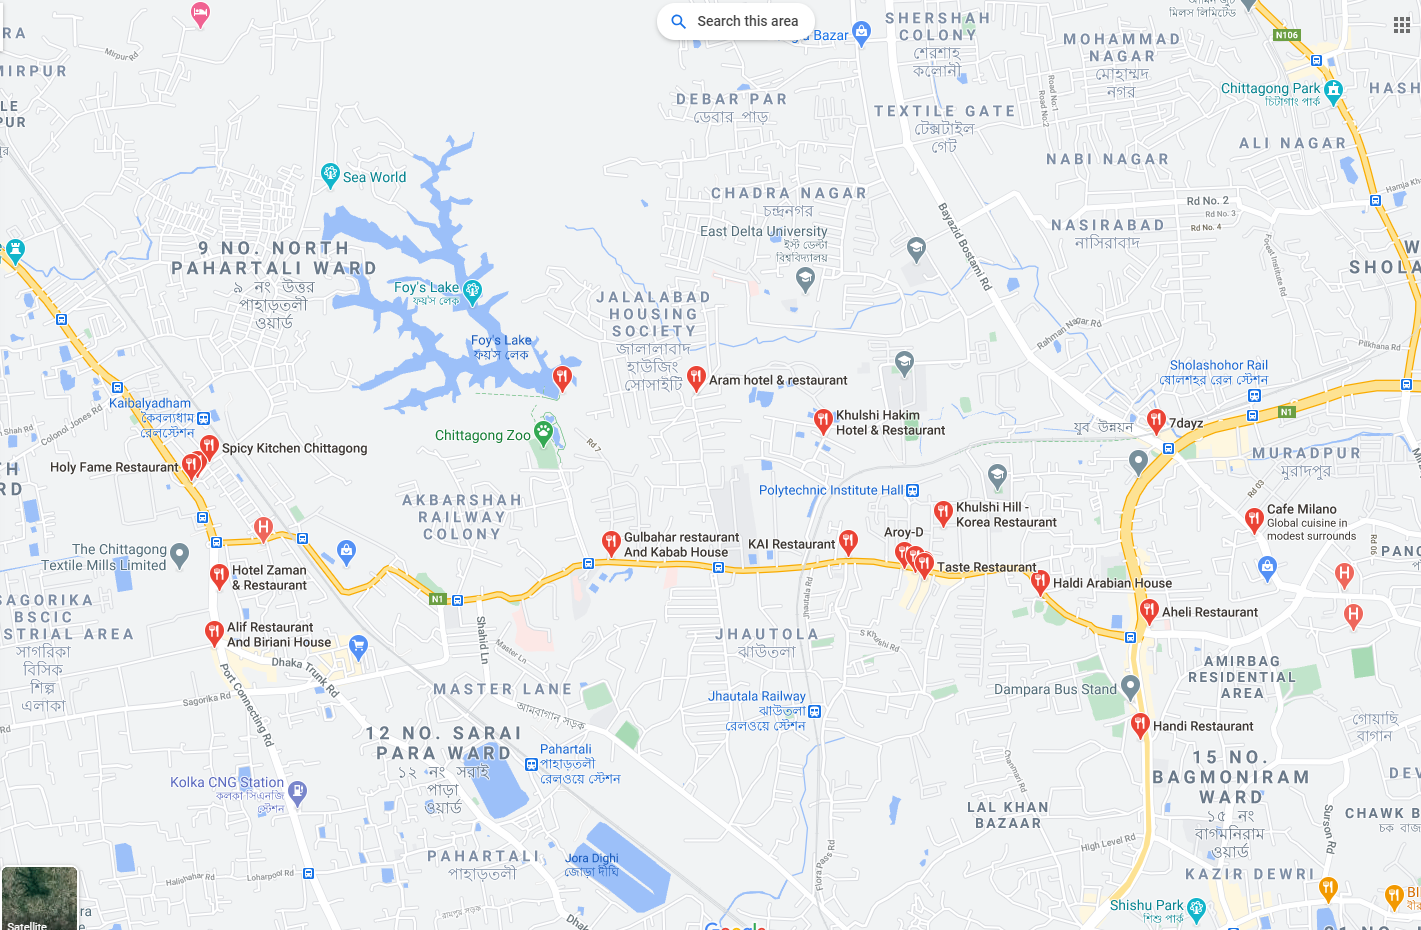 Search this area
SHERSHAH
COLONY
শেরশাহ
কলোনী
Bazar
মিলস লিমিটেড
N106
MOHAMMAD
NAGAR
মোহাম্মদ
নগর
Mirpur Rd
MIRPUR
DEBAR PAR
ডেবার পাড়
TEXTILE GATE
টেক্সটাইল
গেট
Road No:1
Road No:2
Chittagong Park
চিটাগাং পার্ক
HASH
ALI NAGAR
NABI NAGAR
Sea World
CHADRA NAGAR
চন্দ্রনগর
Rd No. 2
Rd No. 3
Rd No. 4
Bayazid Bostami Rd
NASIRABAD
নাসিরাবাদ
Forest Institute Rd
East Delta University
ইস্ট ডেল্টা
বিশ্ববিদ্যালয়
9 NO. NORTH
PAHARTALI WARD
৯ নং উত্তর
পাহাড়তলী
ওয়ার্ড
SHOLA
Foy's Lake
ফয়'স লেক
JALALABAD
HOUSING
SOCIETY
জালালাবাদ
হাউজিং
সোসাইটি
Foy's Lake
ফয়'স লেক
Rahman Nagar Rd
Pilkhana Rd
Sholashohor Rail
ষোলশহর রেল স্টেশন
Aram hotel & restaurant
Kaibalyadham
কৈবল্যধাম
রেলস্টেশন
Colonel Jones Rd
Khulshi Hakim
Hotel & Restaurant
N1
7dayz
যুব উন্নয়ন
Chittagong Zoo
Rd 7
Spicy Kitchen Chittagong
Holy Fame Restaurant
MURADPUR
মুরাদপুর
Rd 03
Polytechnic Institute Hall
AKBARSHAH
RAILWAY
COLONY
Khulshi Hill -
Korea Restaurant
Cafe Milano
Global cuisine in
modest surrounds
Gulbahar restaurant
And Kabab House
KAI Restaurant
Aroy-D
The Chittagong
Textile Mills Limited
Rd 06
Hotel Zaman
& Restaurant
Taste Restaurant
Haldi Arabian House
Jhautala Rd
N1
SAGORIKA
BSCIC
STRIAL AREA
সাগরিকা
বিসিক
শিল্প
এলাকা
Aheli Restaurant
Alif Restaurant
And Biriani House
Shahid Ln
Master Ln
JHAUTOLA
ঝাউতলা
S Khulshi Rd
Dhaka Trunk Rd
AMIRBAG
RESIDENTIAL
AREA
MASTER LANE
Sagorika Rd
Port Connecting Rd
Dampara Bus Stand
Jhautala Railway
ঝাউতলা
রেলওয়ে স্টেশন
আমবাগান সড়ক
Handi Restaurant
গোয়াছি
বাগান
12 NO. SARAI
PARA WARD
১২ নং সরাই
পাড়া
ওয়ার্ড
Pahartali
পাহাড়তলী
রেলওয়ে স্টেশন
Chanmari Rd
15 NO.
BAGMONIRAM
WARD
১৫ নং
বাগমনিরাম
ওয়ার্ড
Kolka CNG Station
কলকা সিএনজি
স্টেশন
LAL KHAN
BAZAAR
CHAWK B
চক বাজ
Surson Rd
High Level Rd
PAHARTALI
পাহাড়তলী
Jora Dighi
জোড়া দীঘি
Flora Pass Rd
KAZIR DEWRI
Halishahar Rd
Loharpool Rd
Shishu Park
শিশু পার্ক
Satellite
Google